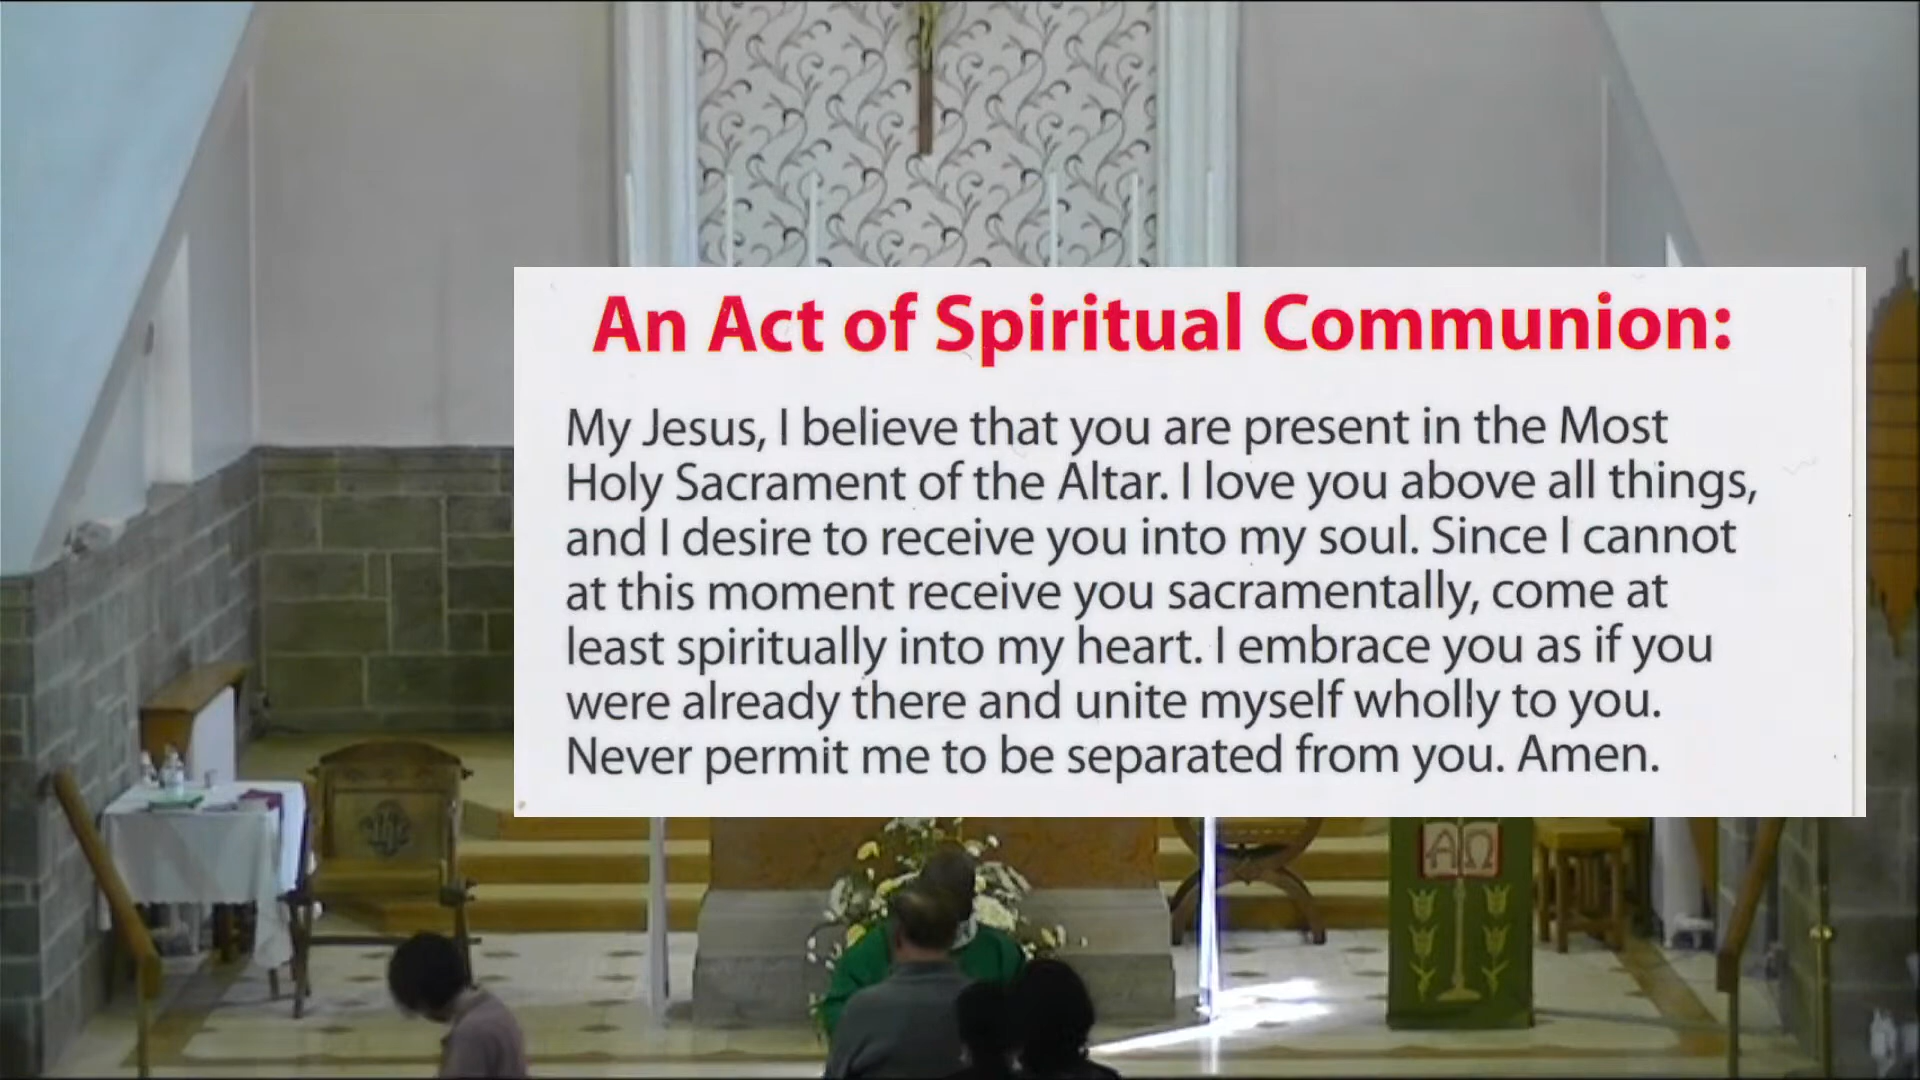 An Act of Spiritual Communion:
My Jesus, I believe that you are present in the Most
Holy Sacrament of the Altar. I love you above all things,
and I desire to receive you into my soul. Since I cannot
at this moment receive you sacramentally, come at
least spiritually into my heart. I embrace you as if you
were already there and unite myself wholly to you.
Never permit me to be separated from you. Amen.
ΑΩ